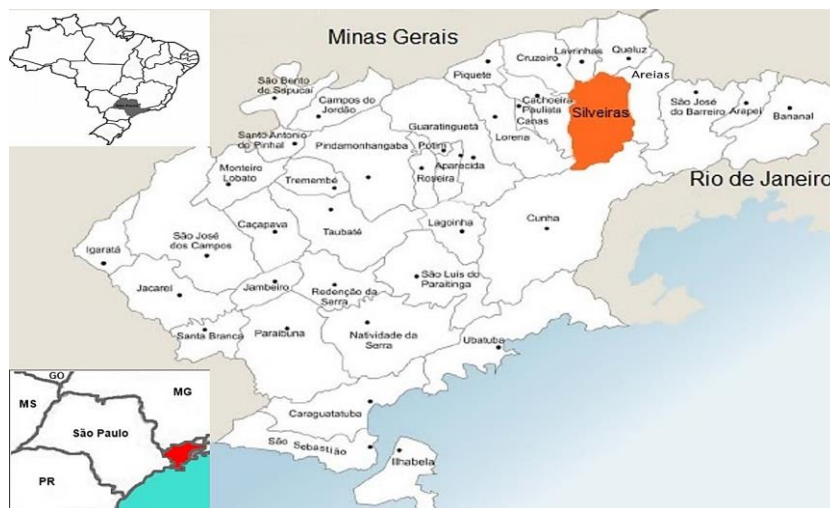 Minas Gerais
Lavrinhas
Queluz
Cruzeiro
Piquete
Areias
São Bento
do Sapucaí
Campos do
Jordão
Cachoeira
Paulista
Canas
Silveiras
São José
do Barreiro
Arapeí
Bananal
Guaratinguetá
Lorena
Santo Antonio
do Pinhal
Pindamonhangaba
Potim
Aparecida
Roseira
Monteiro
Lobato
Tremembé
Rio de Janeiro
Caçapava
Taubaté
Lagoinha
Cunha
São José
dos Campos
Igaratá
São Luís do
Paraitinga
Jacareí
Jambeiro
Redenção da
Serra
Santa Branca
Paraibuna
Natividade da
Serra
Ubatuba
Caraguatatuba
São Sebastião
Ilhabela
GO
MS
MG
São Paulo
PR